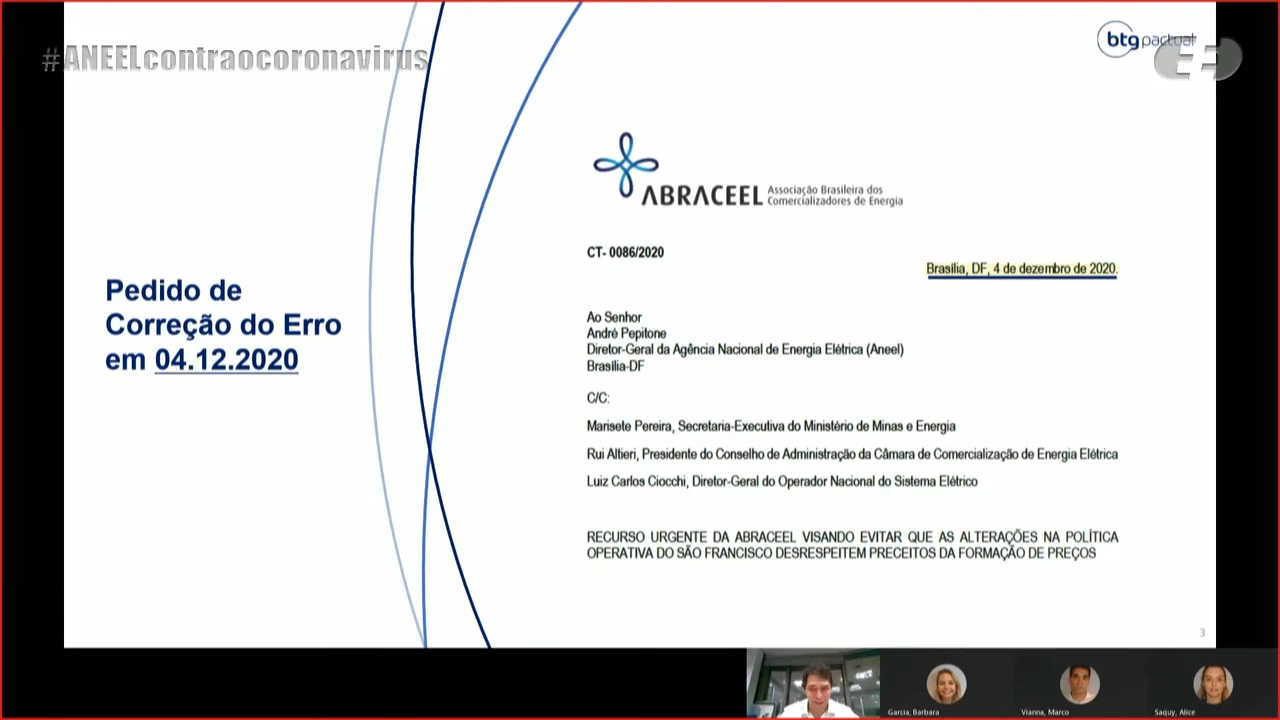 #ANEELcontraocoronavirus
btg pactual
ABRACEEL Associação Brasileira dos
Comercializadores de Energia
CT- 0086/2020
Brasília, DF, 4 de dezembro de 2020.
Pedido de
Correção do Erro
em 04.12.2020
Ao Senhor
André Pepitone
Diretor-Geral da Agência Nacional de Energia Elétrica (Aneel)
Brasília-DF
C/C:
Marisete Pereira, Secretaria-Executiva do Ministério de Minas e Energia
Rui Altieri, Presidente do Conselho de Administração da Câmara de Comercialização de Energia Elétrica
Luiz Carlos Ciocchi, Diretor-Geral do Operador Nacional do Sistema Elétrico
RECURSO URGENTE DA ABRACEEL VISANDO EVITAR QUE AS ALTERAÇÕES NA POLÍTICA
OPERATIVA DO SÃO FRANCISCO DESRESPEITEM PRECEITOS DA FORMAÇÃO DE PREÇOS
3
Garcia, Barbara
Vianna, Marco
Saquy, Alice